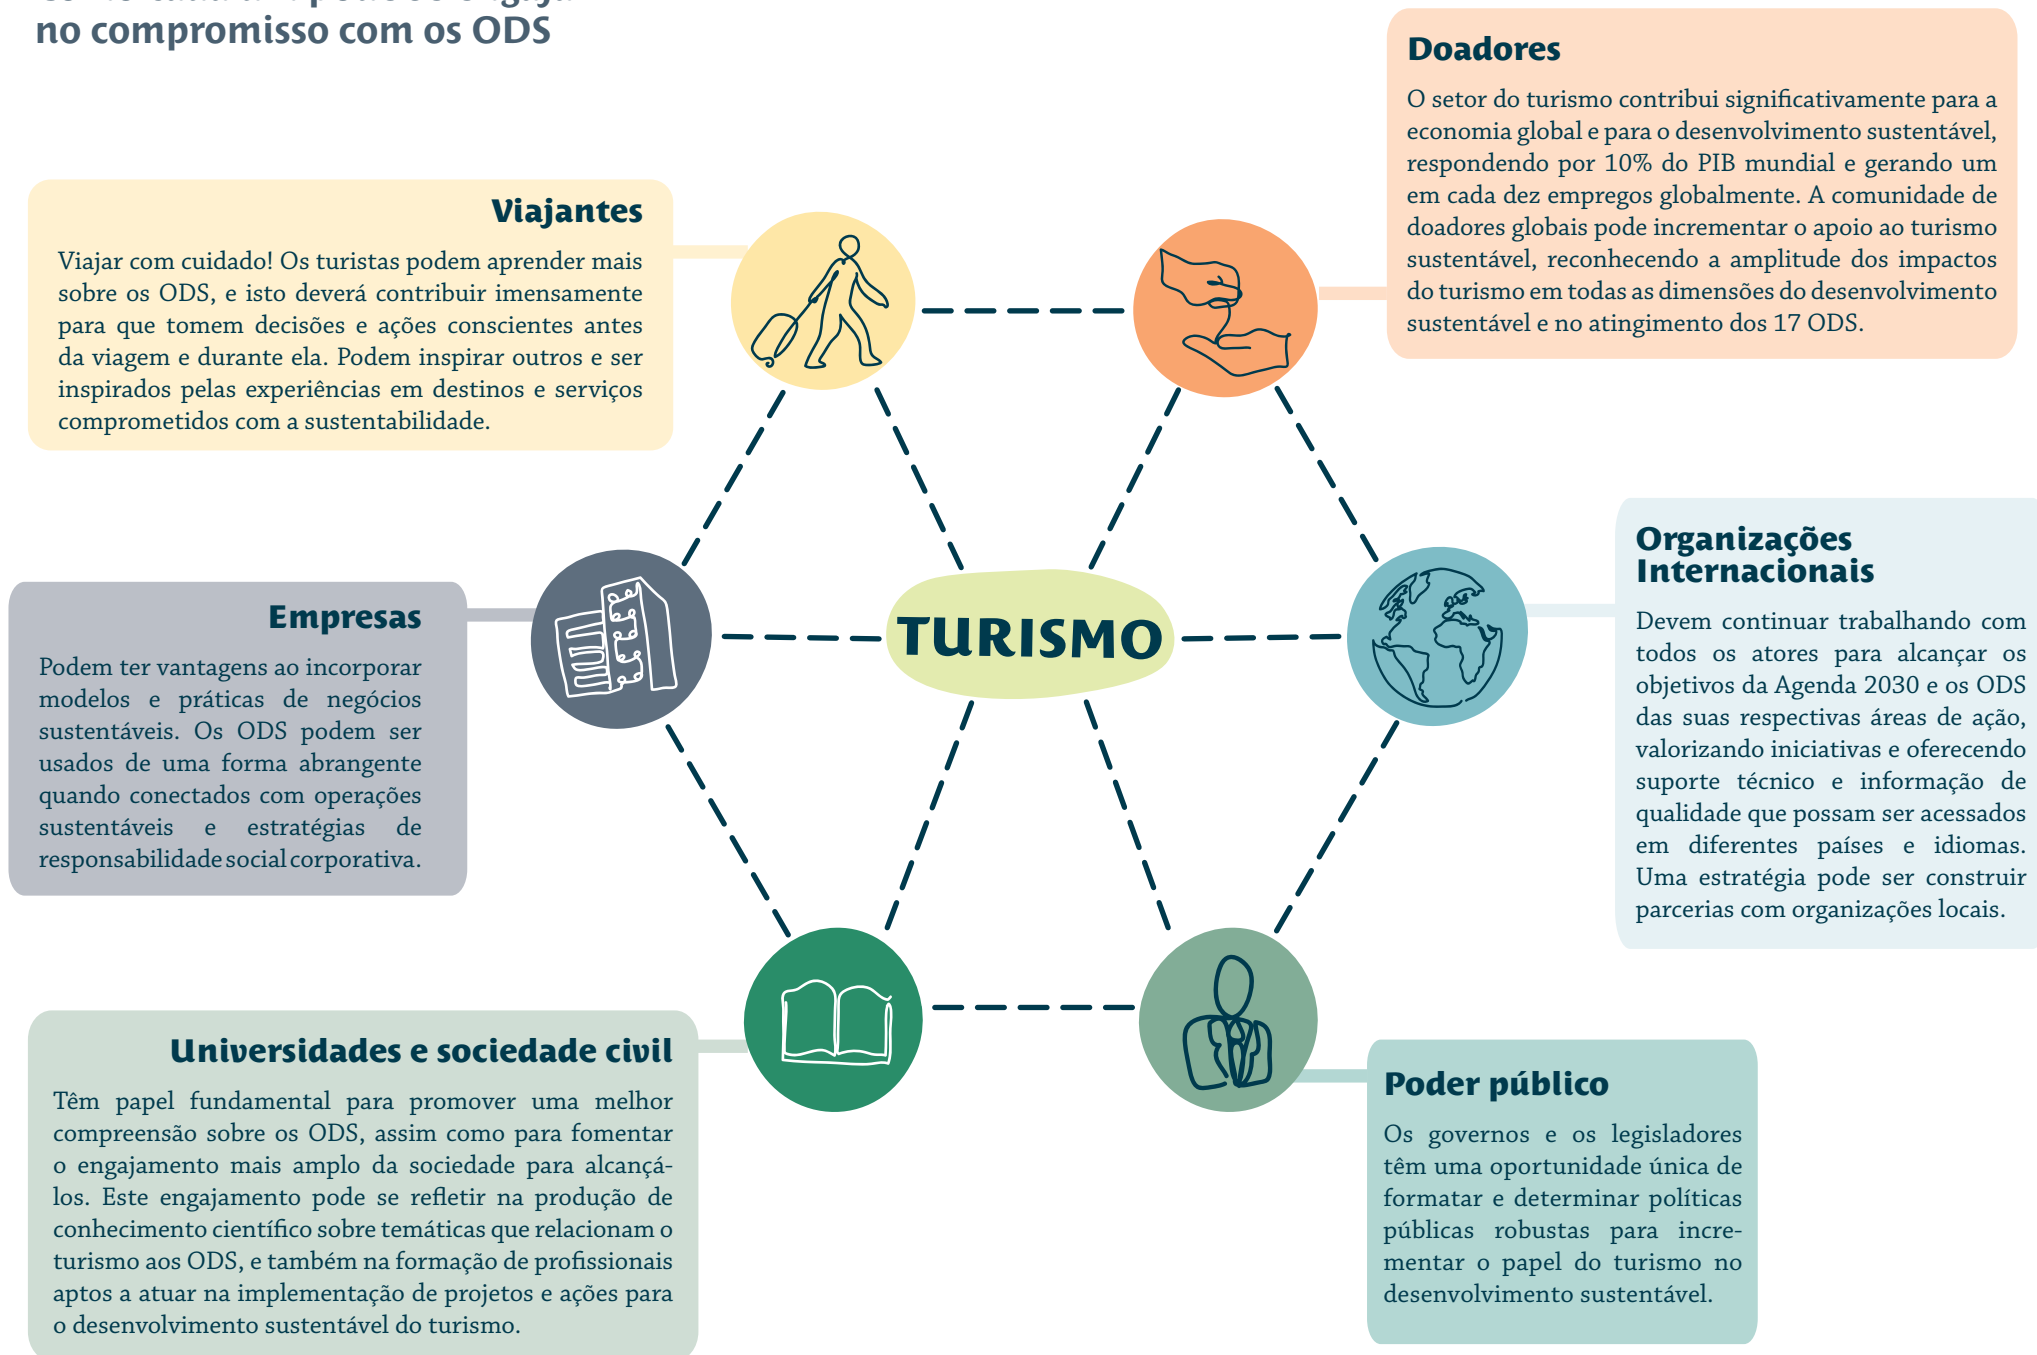 no compromisso com os ODS
Doadores
O setor do turismo contribui significativamente para a
economia global e para o desenvolvimento sustentável,
respondendo por 10% do PIB mundial e gerando um
em cada dez empregos globalmente. A comunidade de
doadores globais pode incrementar o apoio ao turismo
sustentável, reconhecendo a amplitude dos impactos
do turismo em todas as dimensões do desenvolvimento
sustentável e no atingimento dos 17 ODS.
Viajantes
Viajar com cuidado! Os turistas podem aprender mais
sobre os ODS, e isto deverá contribuir imensamente
para que tomem decisões e ações conscientes antes
da viagem e durante ela. Podem inspirar outros e ser
inspirados pelas experiências em destinos e serviços
comprometidos com a sustentabilidade.
Organizações
Internacionais
Devem continuar trabalhando com
todos os atores para alcançar os
objetivos da Agenda 2030 e os ODS
das suas respectivas áreas de ação,
valorizando iniciativas e oferecendo
suporte técnico e informação de
qualidade que possam ser acessados
em diferentes países e idiomas.
Uma estratégia pode ser construir
parcerias com organizações locais.
Empresas
Podem ter vantagens ao incorporar
modelos e práticas de negócios
sustentáveis. Os ODS podem ser
usados de uma forma abrangente
quando conectados com operações
sustentáveis e estratégias de
responsabilidade social corporativa.
TURISMO
Universidades e sociedade civil
Têm papel fundamental para promover uma melhor
compreensão sobre os ODS, assim como para fomentar
o engajamento mais amplo da sociedade para alcançá-
los. Este engajamento pode se refletir na produção de
conhecimento científico sobre temáticas que relacionam o
turismo aos ODS, e também na formação de profissionais
aptos a atuar na implementação de projetos e ações para
o desenvolvimento sustentável do turismo.
Poder público
Os governos e os legisladores
têm uma oportunidade única de
formatar e determinar políticas
públicas robustas para incre-
mentar o papel do turismo no
desenvolvimento sustentável.